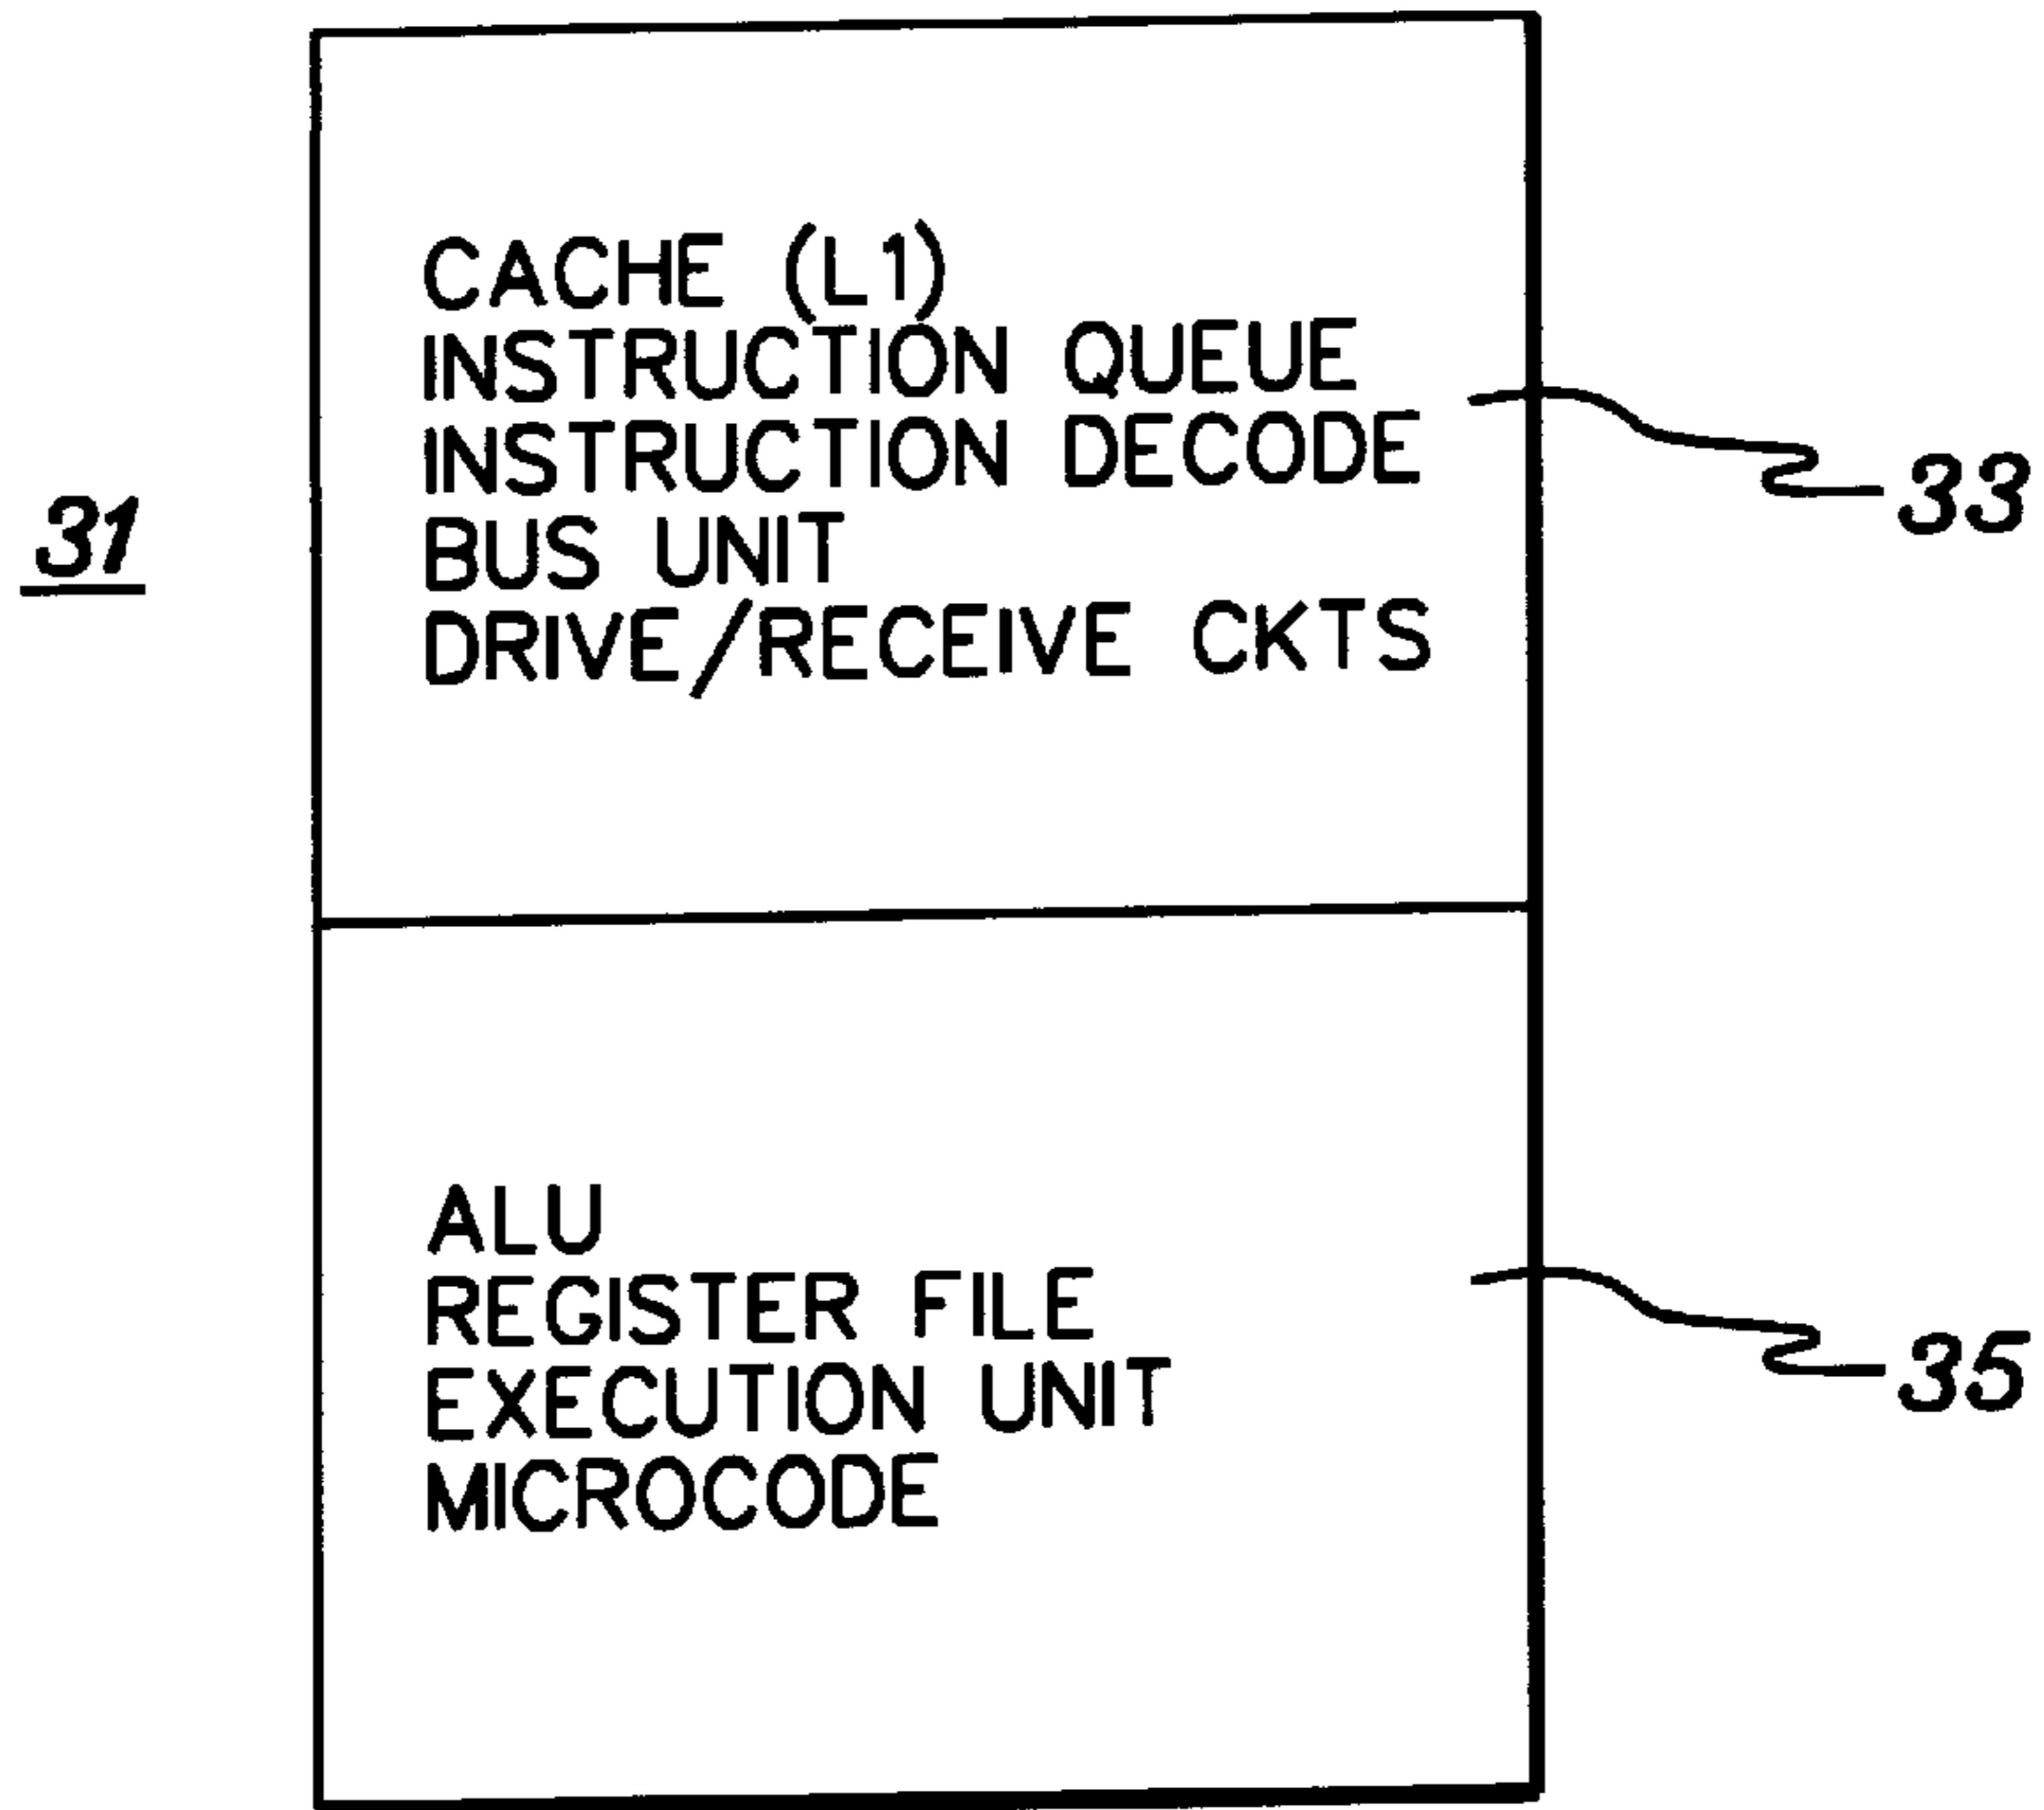 CACHE (L1)
INSTRUCTION QUEUE
INSTRUCTION DECODE
BUS UNIT
DRIVE/RECEIVE CKTS
33
31
ALU
REGISTER FILE
EXECUTION UNIT
MICROCODE
35